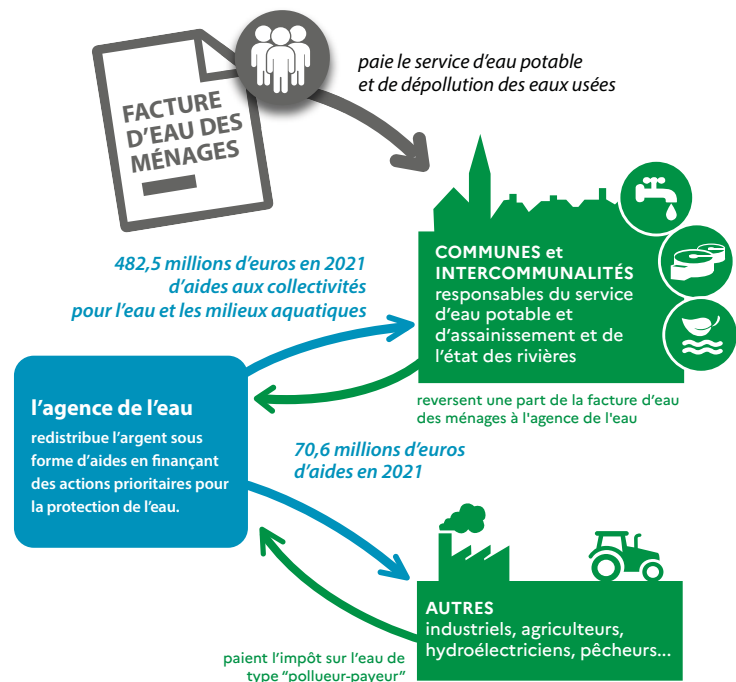 FACTURE
D’EAU DES
MÉNAGES
paie le service d’eau potable
et de dépollution des eaux usées
COMMUNES et
INTERCOMMUNALITÉS
responsables du service
d’eau potable et
d’assainissement et de
l’état des rivières
482,5 millions d’euros en 2021
d’aides aux collectivités
pour l’eau et les milieux aquatiques
reversent une part de la facture d’eau
des ménages à l'agence de l'eau
l’agence de l’eau
redistribue l’argent sous
forme d’aides en finançant
des actions prioritaires pour
la protection de l’eau.
70,6 millions d’euros
d’aides en 2021
AUTRES
industriels, agriculteurs,
hydroélectriciens, pêcheurs...
paient l’impôt sur l’eau de
type “pollueur-payeur”